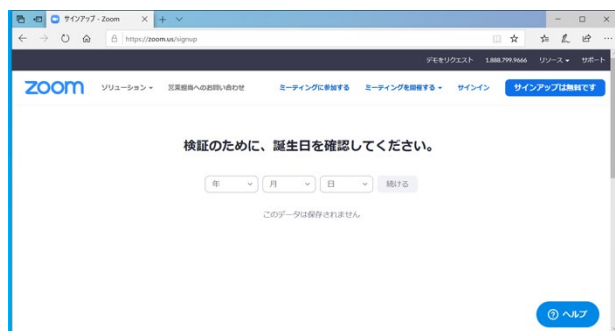 サインアップ - Zoom
https://zoom.us/signup
デモをリクエスト 1.888.799.9666 リソース サポート
zoom ソリューション 営業担当へのお問い合わせ ミーティングに参加する ミーティングを開催する サインイン サインアップは無料です
検証のために、誕生日を確認してください。
年 月 日 続ける
このデータは保存されません
ヘルプ